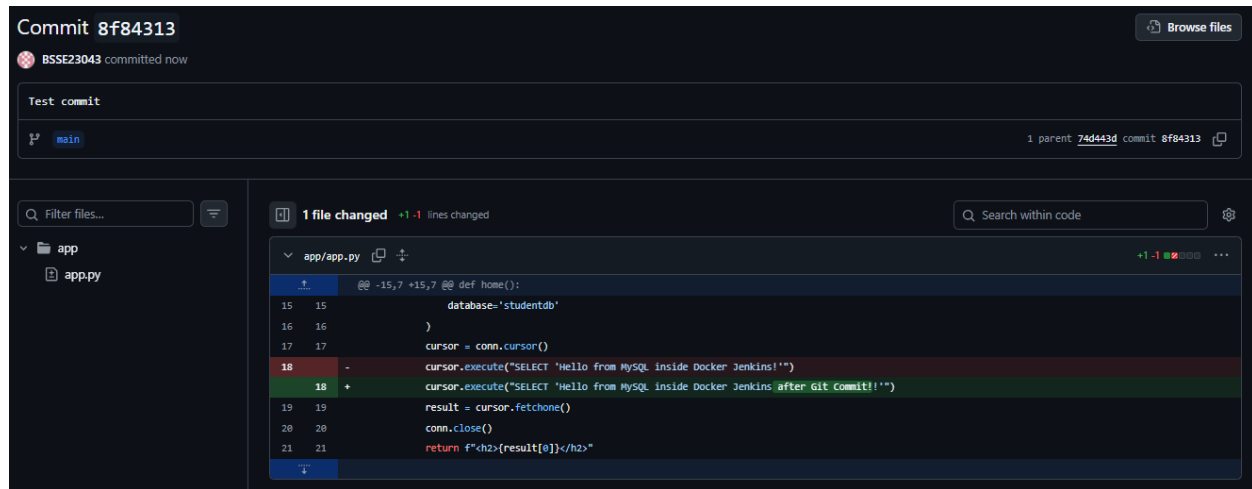 Commit 8f84313
Browse files
BSSE23043 committed now
Test commit
main
1 parent 74d443d commit 8f84313
Filter files...
1 file changed +1 -1 lines changed
Search within code
app
app/app.py
+1 -1
app.py
@@ -15,7 +15,7 @@ def home():
15 15 database='studentdb'
16 16 )
17 17 cursor = conn.cursor()
18 - cursor.execute("SELECT 'Hello from MySQL inside Docker Jenkins!'")
18 + cursor.execute("SELECT 'Hello from MySQL inside Docker Jenkins after Git Commit!!'")
19 19 result = cursor.fetchone()
20 20 conn.close()
21 21 return f"<h2>{result[0]}</h2>"